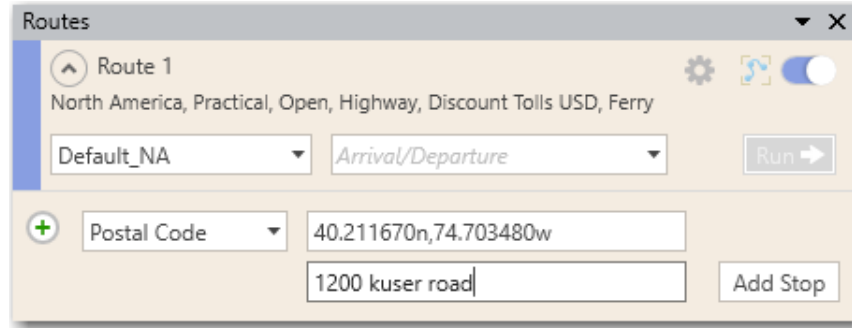 Routes
Route 1
North America, Practical, Open, Highway, Discount Tolls USD, Ferry
Default_NA Arrival/Departure Run
Postal Code 40.211670n,74.703480w
1200 kuser road Add Stop